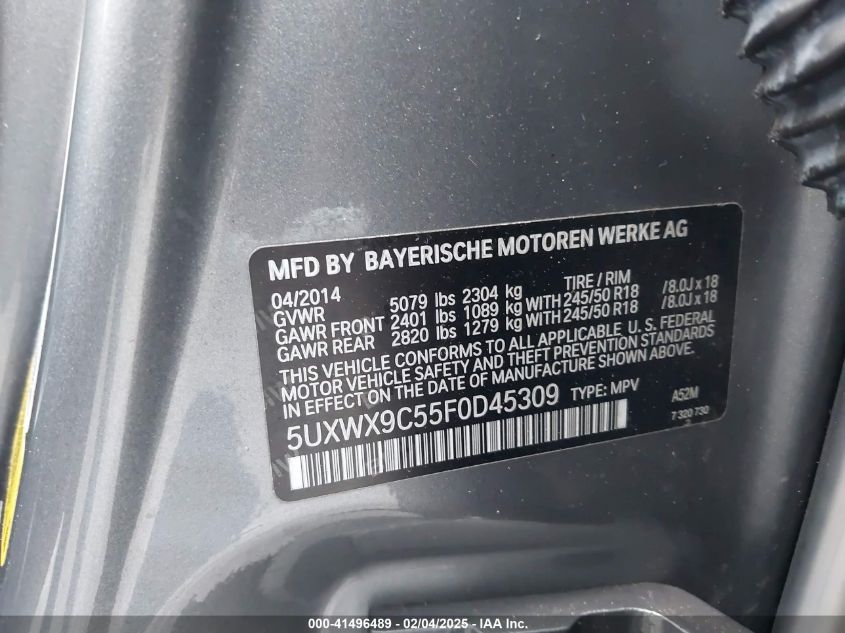 MFD BY BAYERISCHE MOTOREN WERKE AG
04/2014 TIRE / RIM
GVWR 5079 lbs 2304 kg
GAWR FRONT 2401 lbs 1089 kg WITH 245/50 R18 /8.0J x 18
GAWR REAR 2820 lbs 1279 kg WITH 245/50 R18 /8.0J x 18
THIS VEHICLE CONFORMS TO ALL APPLICABLE U. S. FEDERAL
MOTOR VEHICLE SAFETY AND THEFT PREVENTION STANDARDS
IN EFFECT ON THE DATE OF MANUFACTURE SHOWN ABOVE.
5UXWX9C55F0D45309 TYPE: MPV A52M
7 320 730
000-41496489 - 02/04/2025 - IAA Inc.